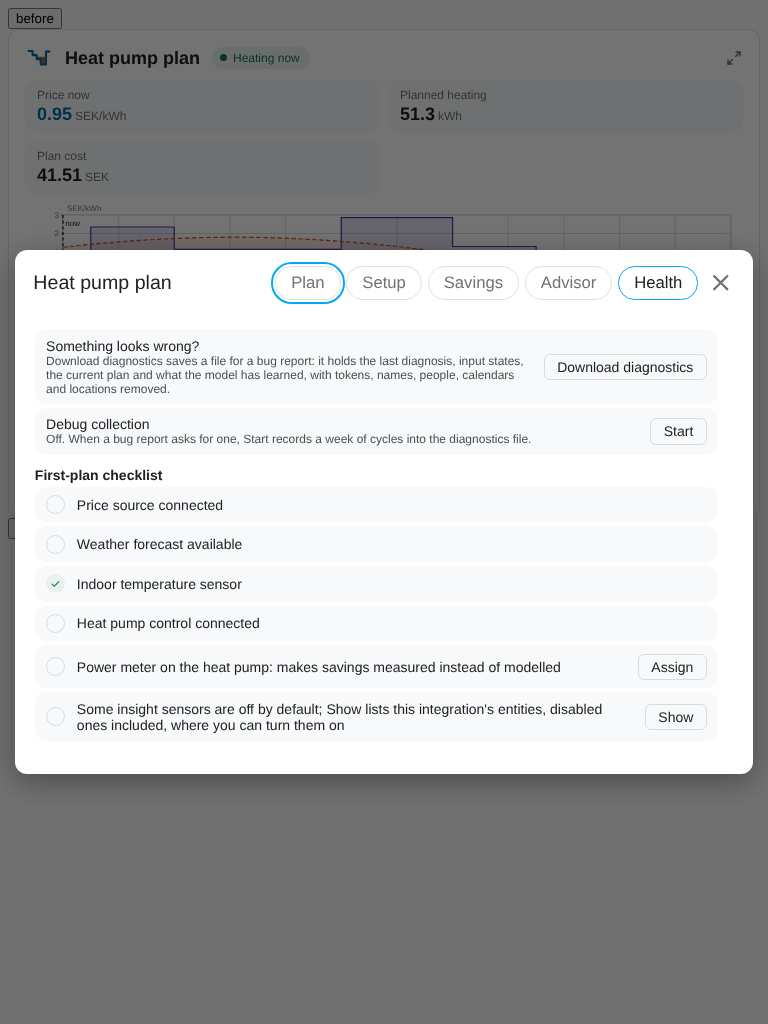 before
Heat pump plan
Heating now
Price now
0.95 SEK/kWh
Planned heating
51.3 kWh
Plan cost
41.51 SEK
SEK/kWh
3
now
2
Heat pump plan
Plan
Setup
Savings
Advisor
Health
Something looks wrong?
Download diagnostics saves a file for a bug report: it holds the last diagnosis, input states,
the current plan and what the model has learned, with tokens, names, people, calendars
and locations removed.
Download diagnostics
Debug collection
Off. When a bug report asks for one, Start records a week of cycles into the diagnostics file.
Start
First-plan checklist
Price source connected
Weather forecast available
Indoor temperature sensor
Heat pump control connected
Power meter on the heat pump: makes savings measured instead of modelled
Assign
Some insight sensors are off by default; Show lists this integration's entities, disabled
ones included, where you can turn them on
Show